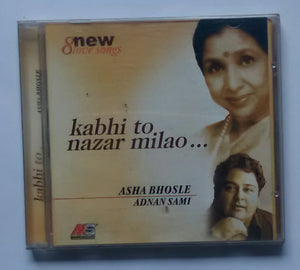 8 new
love songs
kabhi to
nazar milao...
ASHA BHOSLE
ADNAN SAMI
kabhi to...
ASHA BHOSLE